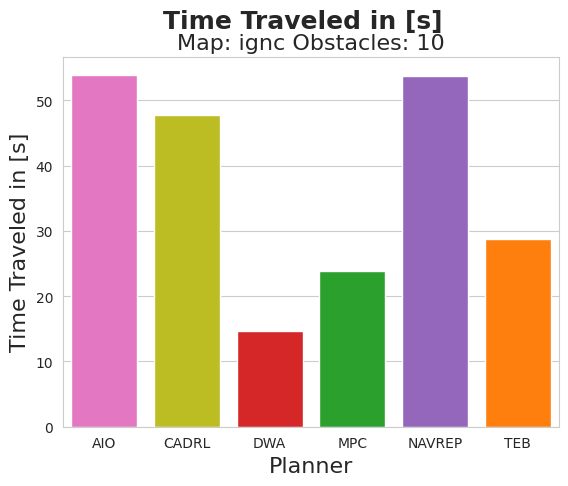 Time Traveled in [s]
Map: ignc Obstacles: 10
Time Traveled in [s]
50
40
30
20
10
0
AIO CADRL DWA MPC NAVREP TEB
Planner